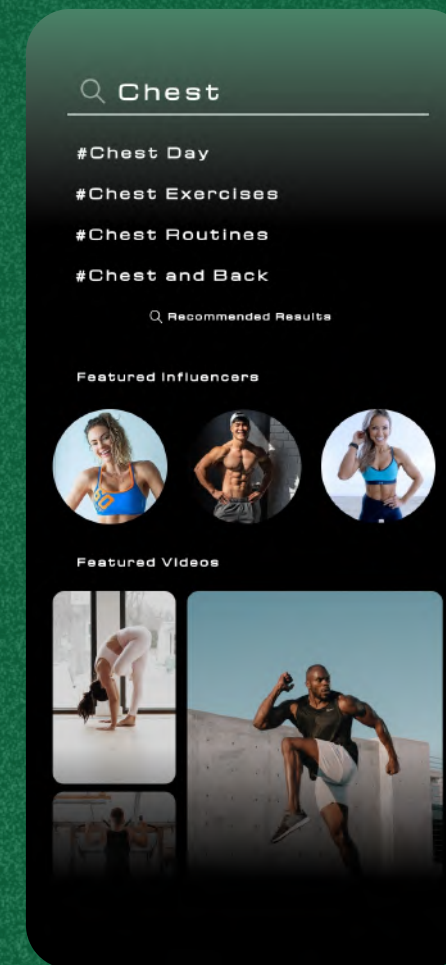 Chest
#Chest Day
#Chest Exercises
#Chest Routines
#Chest and Back
Recommended Results
Featured Influencers
Featured Videos